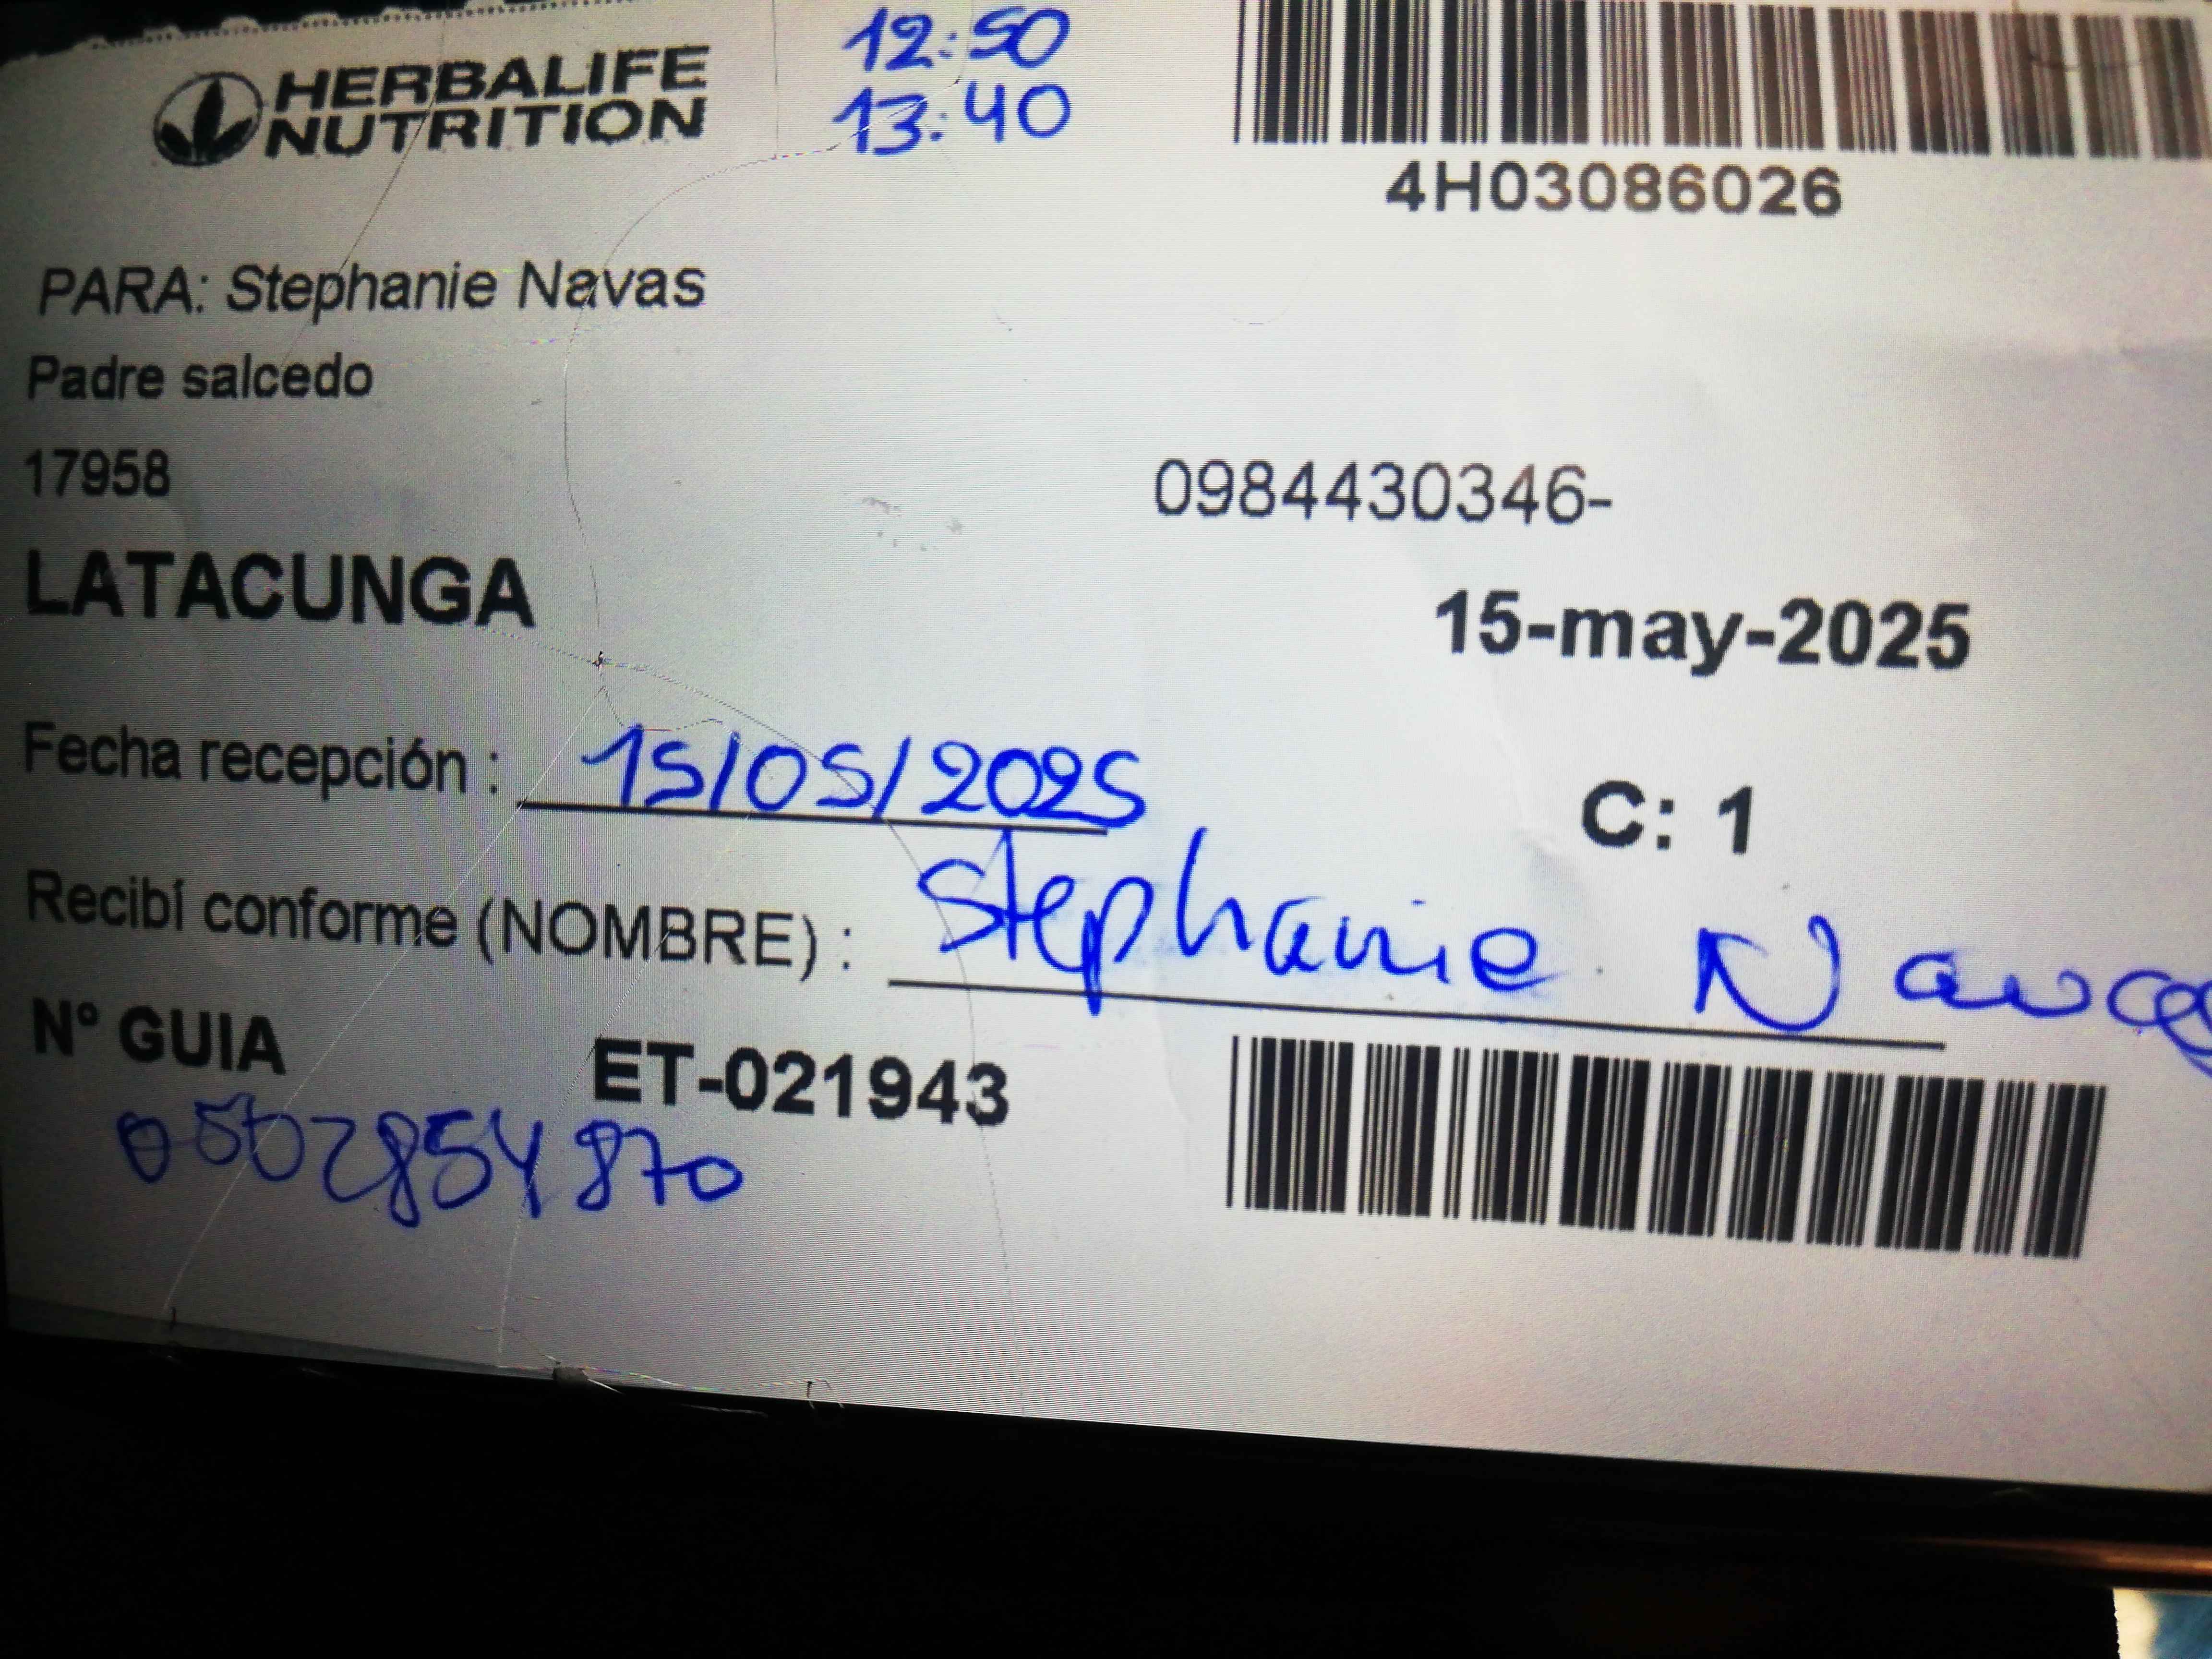 HERBALIFE
NUTRITION
12:50
13:40
4H03086026
PARA: Stephanie Navas
Padre salcedo
17958
0984430346-
LATACUNGA
15-may-2025
Fecha recepción : 15/05/2025
C: 1
Recibí conforme (NOMBRE) : Stephanie Navas
Nº GUIA ET-021943
0502854870